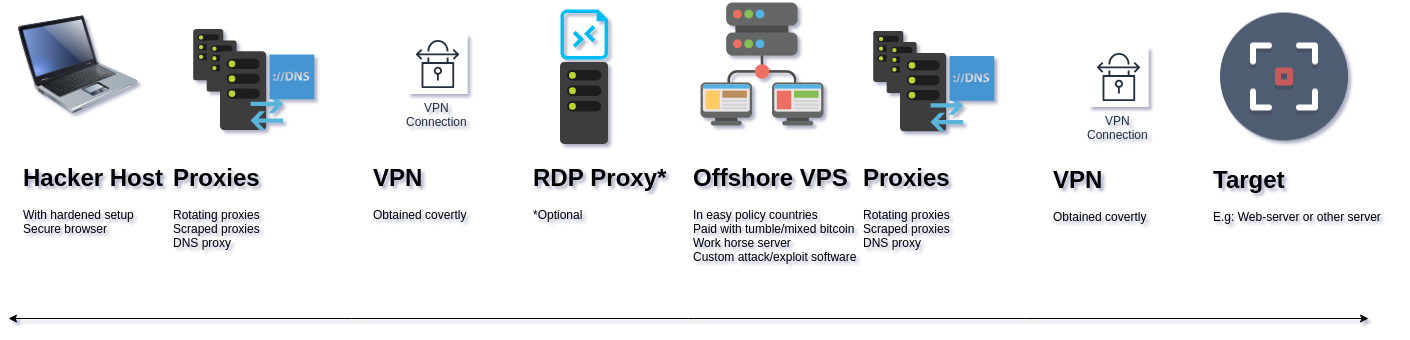 ://DNS
VPN
Connection
://DNS
VPN
Connection
Hacker Host
With hardened setup
Secure browser
Proxies
Rotating proxies
Scraped proxies
DNS proxy
VPN
Obtained covertly
RDP Proxy*
*Optional
Offshore VPS
In easy policy countries
Paid with tumble/mixed bitcoin
Work horse server
Custom attack/exploit software
Proxies
Rotating proxies
Scraped proxies
DNS proxy
VPN
Obtained covertly
Target
E.g: Web-server or other server